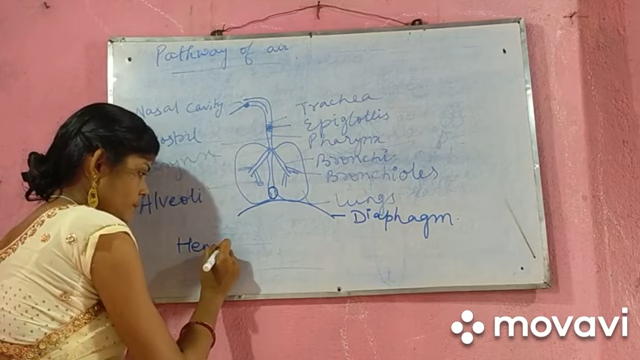 Pathway of air
Nasal Cavity
Trachea
Epiglottis
Pharynx
Bronchi
Bronchioles
Alveoli
Lungs
Diaphagm.
movavi